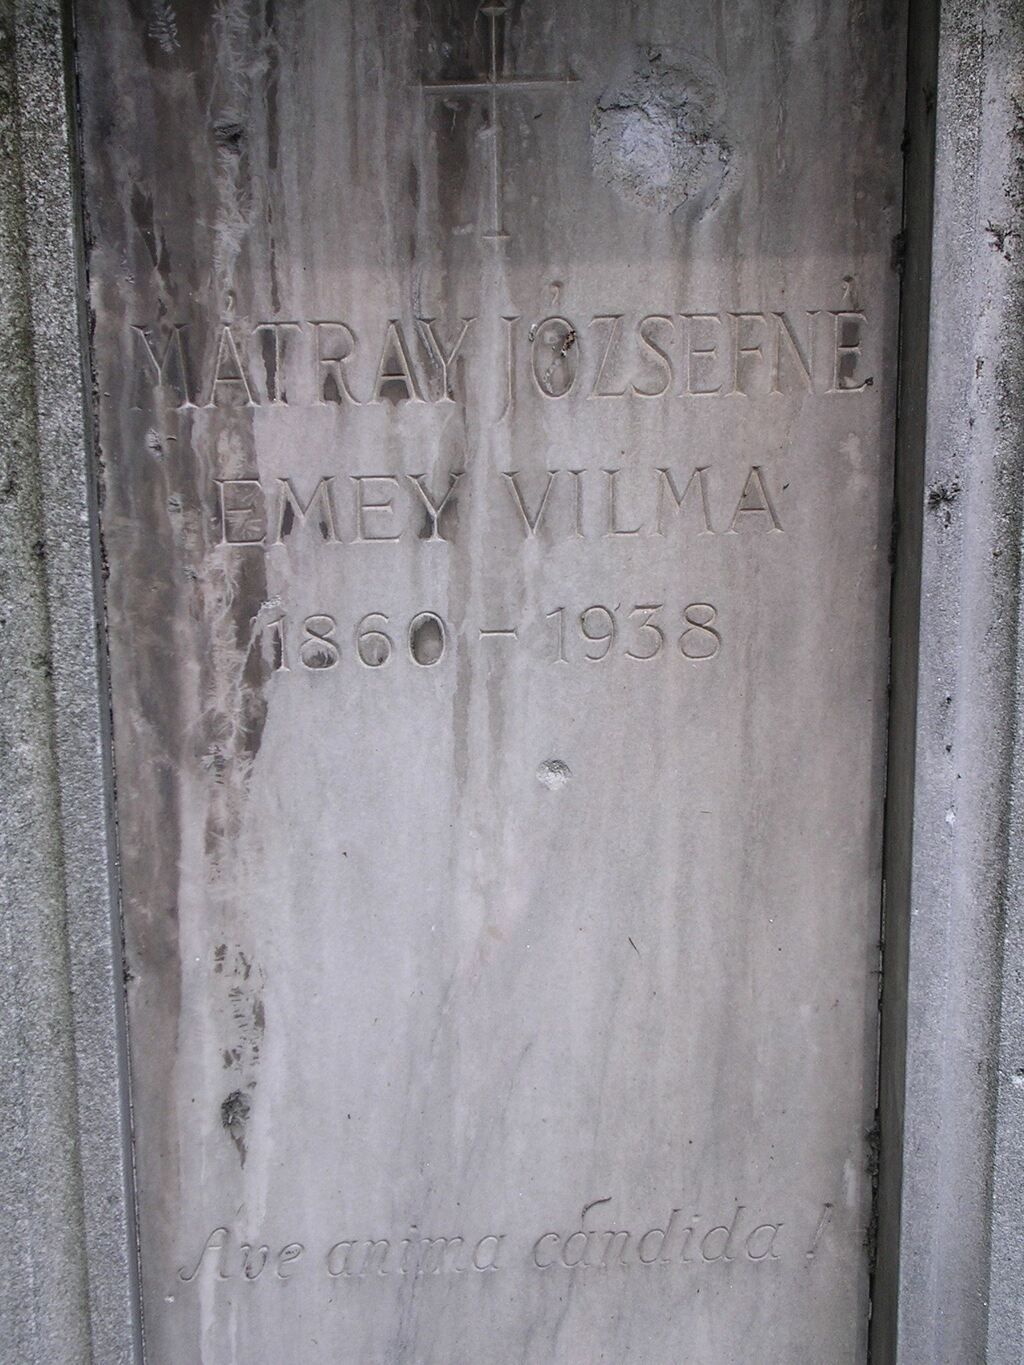 MÁTRAY JÓZSEFNÉ
EMEY VILMA
1860 – 1938
Ave anima cándida !